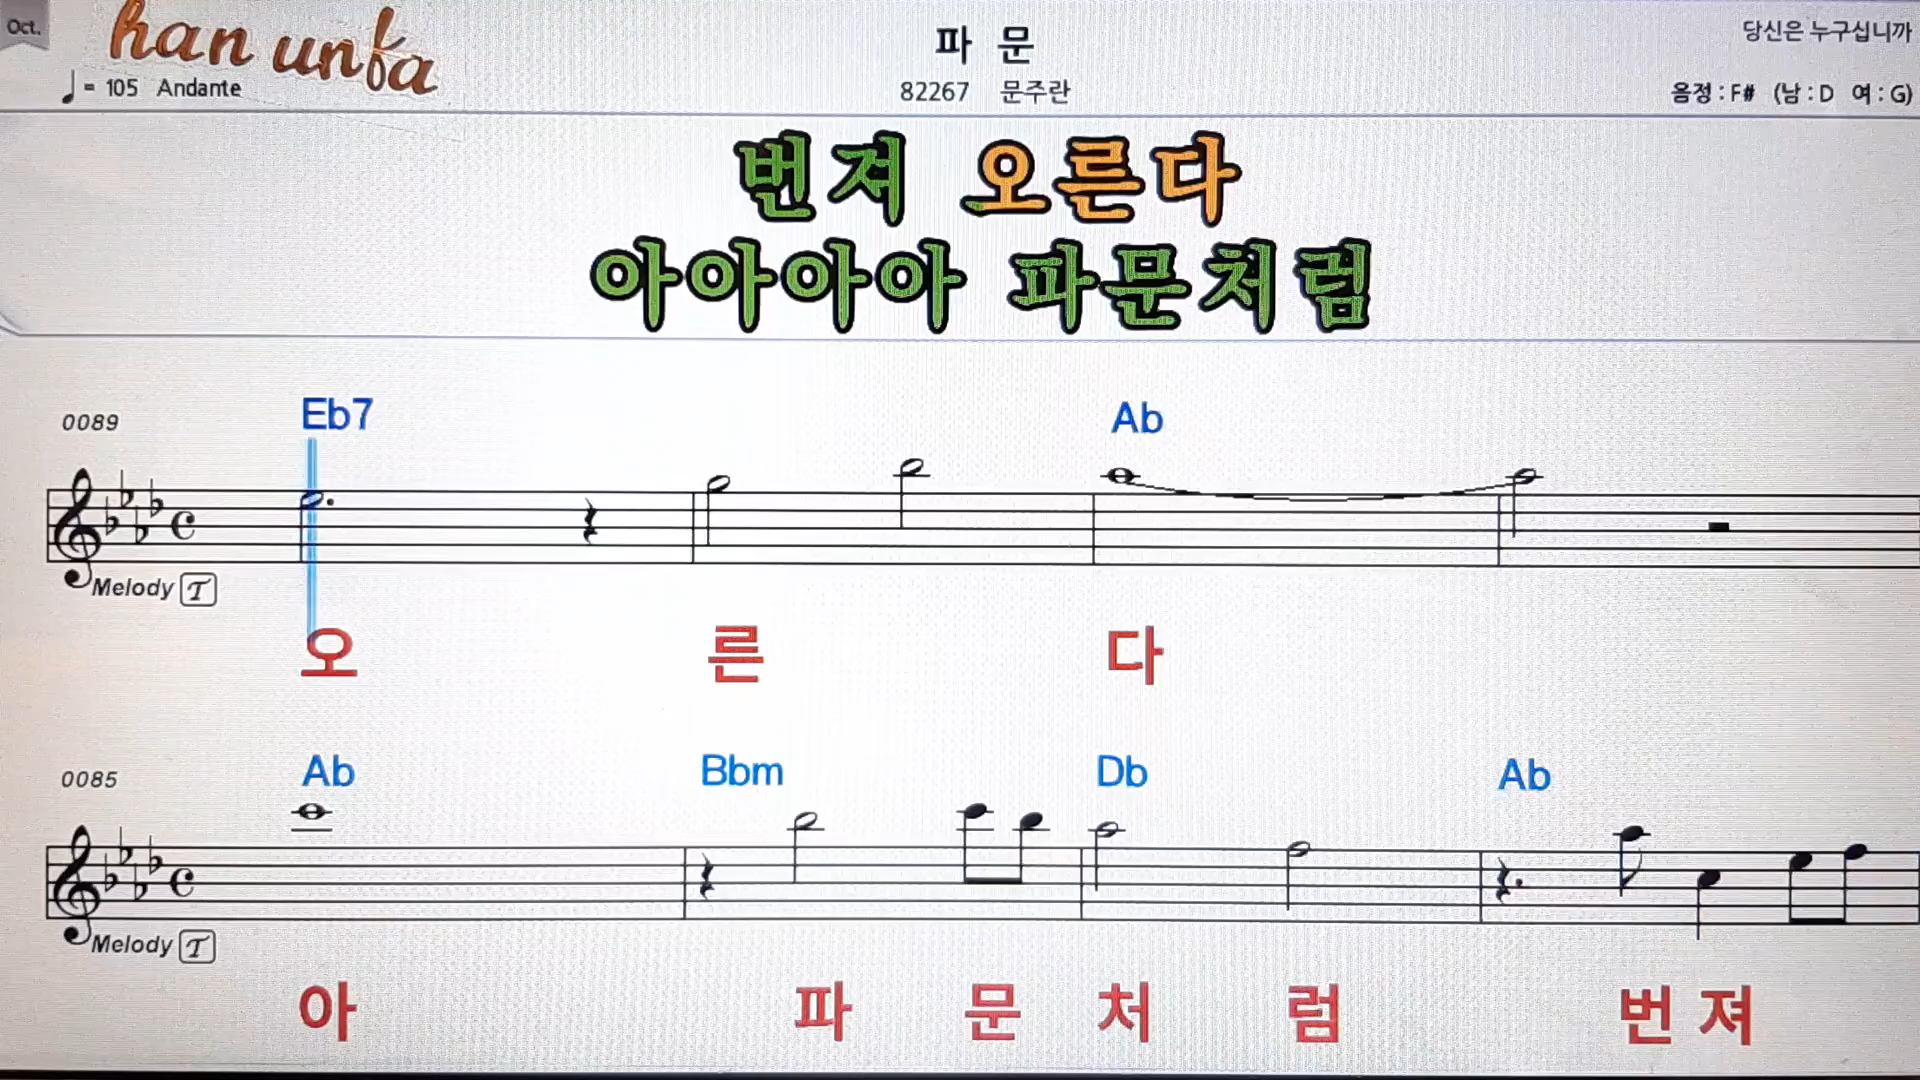 Oct.
han unfa
파 문
당신은 누구십니까
♩ = 105 Andante
82267 문주란
음정 : F# (남 : D 여 : G)
번져 오른다
아아아아 파문처럼
0089 Eb7 Ab
Melody T
오 른 다
0085 Ab Bbm Db Ab
Melody T
아 파 문 처 럼 번 져